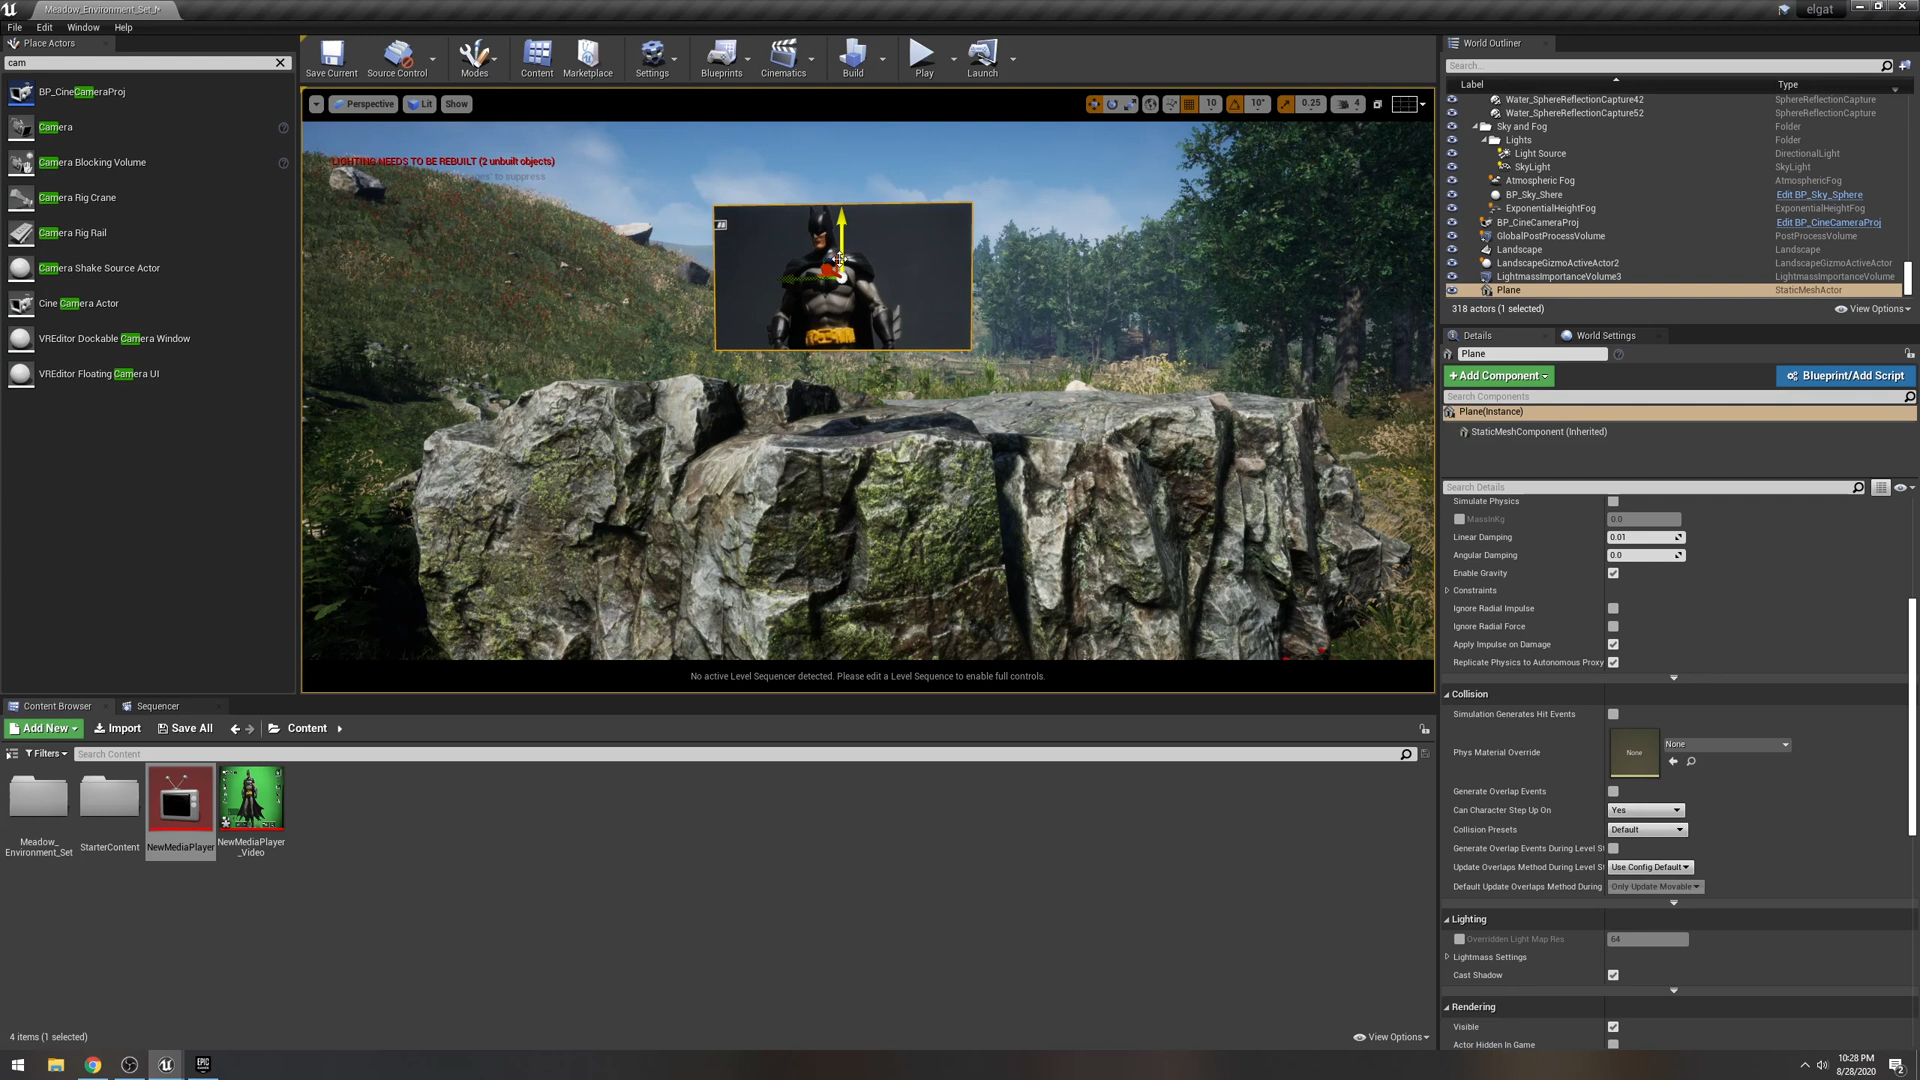 Meadow_Environment_Set_l*
elgat
File Edit Window Help
Place Actors
cam
BP_CineCameraProj
Camera
Camera Blocking Volume
Camera Rig Crane
Camera Rig Rail
Camera Shake Source Actor
Cine Camera Actor
VREditor Dockable Camera Window
VREditor Floating Camera UI
Save Current
Source Control
Modes
Content
Marketplace
Settings
Blueprints
Cinematics
Build
Play
Launch
Perspective
Lit
Show
10
10°
0.25
4
LIGHTING NEEDS TO BE REBUILT (2 unbuilt objects)
to suppress
No active Level Sequencer detected. Please edit a Level Sequence to enable full controls.
World Outliner
Search...
Label Type
Water_SphereReflectionCapture42 SphereReflectionCapture
Water_SphereReflectionCapture52 SphereReflectionCapture
Sky and Fog Folder
Lights Folder
Light Source DirectionalLight
SkyLight SkyLight
Atmospheric Fog AtmosphericFog
BP_Sky_Shere Edit BP_Sky_Sphere
ExponentialHeightFog ExponentialHeightFog
BP_CineCameraProj Edit BP_CineCameraProj
GlobalPostProcessVolume PostProcessVolume
Landscape Landscape
LandscapeGizmoActiveActor2 LandscapeGizmoActiveActor
LightmassImportanceVolume3 LightmassImportanceVolume
Plane StaticMeshActor
318 actors (1 selected)
View Options
Details
World Settings
Plane
+Add Component
Blueprint/Add Script
Search Components
Plane(Instance)
StaticMeshComponent (Inherited)
Search Details
Simulate Physics
MassInKg 0.0
Linear Damping 0.01
Angular Damping 0.0
Enable Gravity
Constraints
Ignore Radial Impulse
Ignore Radial Force
Apply Impulse on Damage
Replicate Physics to Autonomous Proxy
Collision
Simulation Generates Hit Events
Phys Material Override None None
Generate Overlap Events
Can Character Step Up On Yes
Collision Presets Default
Generate Overlap Events During Level St
Update Overlaps Method During Level St Use Config Default
Default Update Overlaps Method During Only Update Movable
Lighting
Overridden Light Map Res 64
Lightmass Settings
Cast Shadow
Rendering
Visible
Actor Hidden In Game
Content Browser
Sequencer
Add New
Import
Save All
Content
Filters
Search Content
Meadow_
Environment_Set
StarterContent
NewMediaPlayer
NewMediaPlayer
_Video
4 items (1 selected)
View Options
EPIC
GAMES
10:28 PM
8/28/2020
2